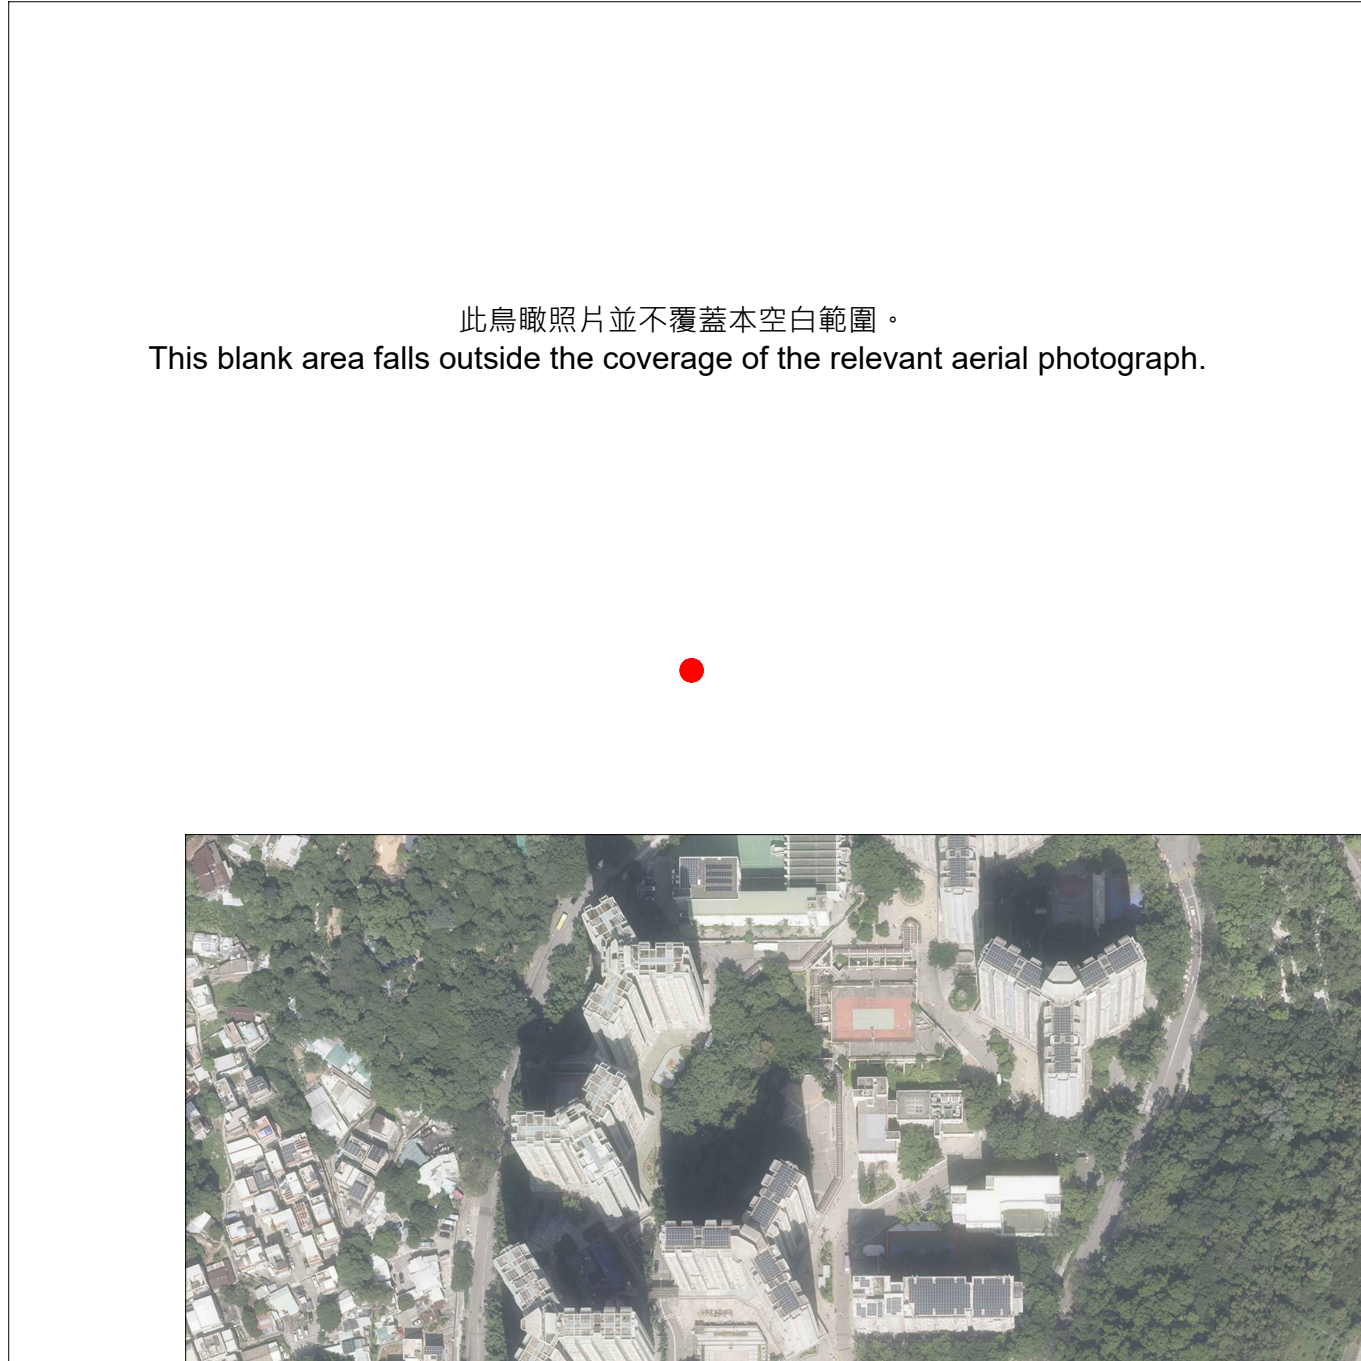 此鳥瞰照片並不覆蓋本空白範圍。
This blank area falls outside the coverage of the relevant aerial photograph.